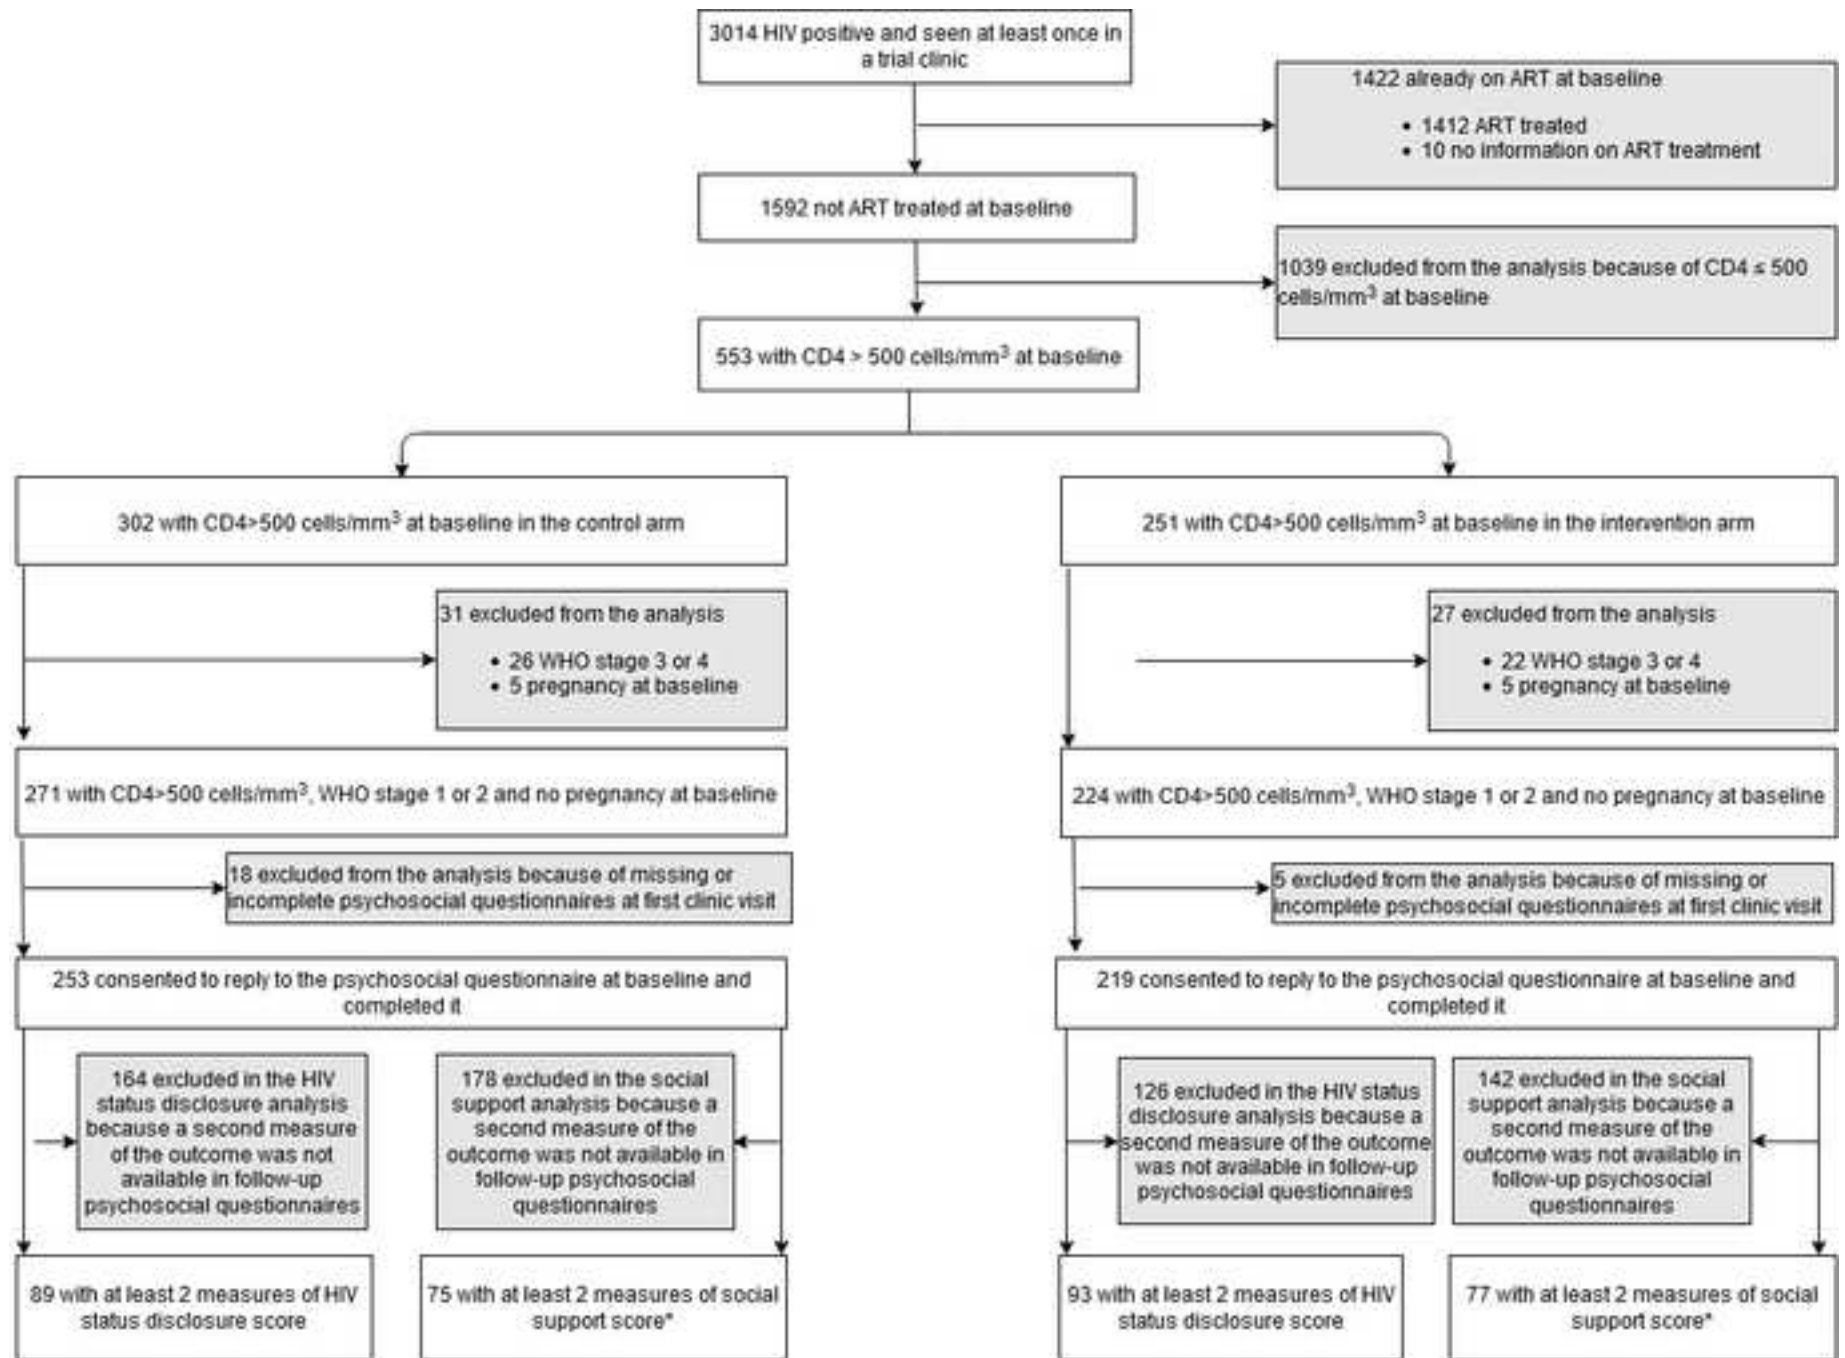 3014 HIV positive and seen at least once in
a trial clinic
1422 already on ART at baseline
• 1412 ART treated
• 10 no information on ART treatment
1592 not ART treated at baseline
1039 excluded from the analysis because of CD4 ≤ 500
cells/mm³ at baseline
553 with CD4 > 500 cells/mm³ at baseline
302 with CD4>500 cells/mm³ at baseline in the control arm
251 with CD4>500 cells/mm³ at baseline in the intervention arm
31 excluded from the analysis
• 26 WHO stage 3 or 4
• 5 pregnancy at baseline
27 excluded from the analysis
• 22 WHO stage 3 or 4
• 5 pregnancy at baseline
271 with CD4>500 cells/mm³, WHO stage 1 or 2 and no pregnancy at baseline
224 with CD4>500 cells/mm³, WHO stage 1 or 2 and no pregnancy at baseline
18 excluded from the analysis because of missing or
incomplete psychosocial questionnaires at first clinic visit
5 excluded from the analysis because of missing or
incomplete psychosocial questionnaires at first clinic visit
253 consented to reply to the psychosocial questionnaire at baseline and
completed it
219 consented to reply to the psychosocial questionnaire at baseline and
completed it
164 excluded in the HIV
status disclosure analysis
because a second measure
of the outcome was not
available in follow-up
psychosocial questionnaires
178 excluded in the social
support analysis because a
second measure of the
outcome was not available in
follow-up psychosocial
questionnaires
126 excluded in the HIV status
disclosure analysis because a
second measure of the outcome
was not available in follow-up
psychosocial questionnaires
142 excluded in the social
support analysis because a
second measure of the
outcome was not available in
follow-up psychosocial
questionnaires
89 with at least 2 measures of HIV
status disclosure score
75 with at least 2 measures of social
support score*
93 with at least 2 measures of HIV
status disclosure score
77 with at least 2 measures of social
support score*